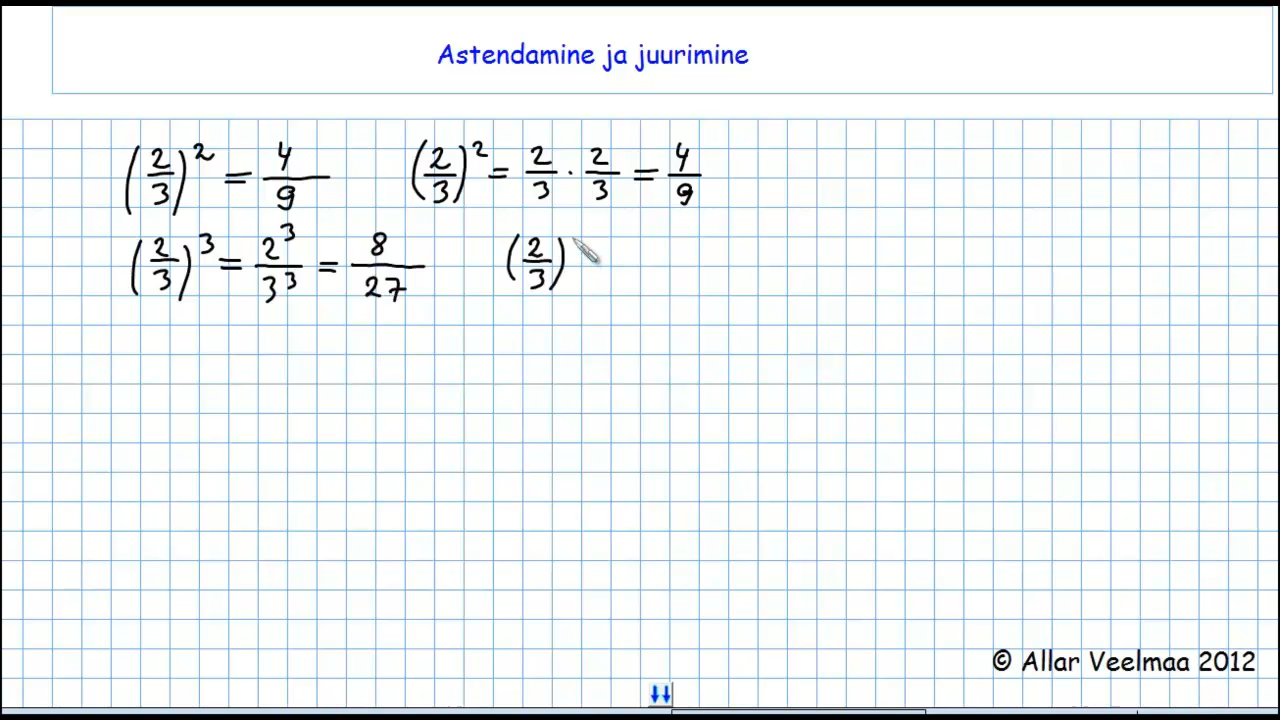 Astendamine ja juurimine
(2/3)² = 4/9   (2/3)² = 2/3 · 2/3 = 4/9
(2/3)³ = 2³/3³ = 8/27   (2/3)
© Allar Veelmaa 2012